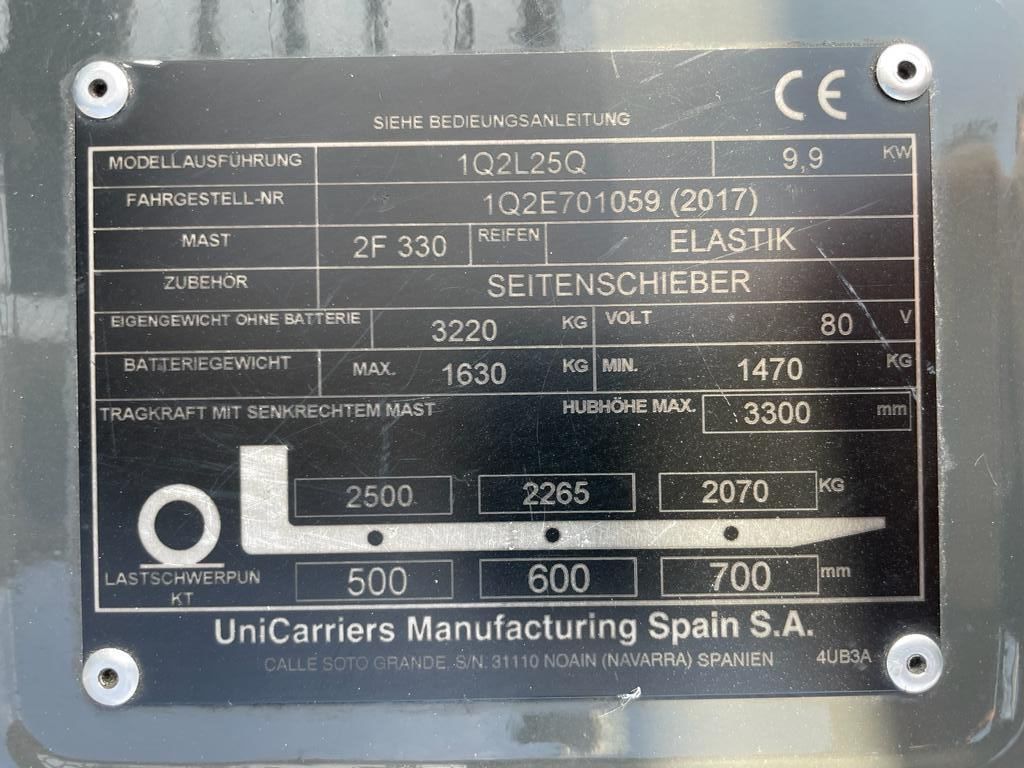 CE
SIEHE BEDIEUNGSANLEITUNG
MODELLAUSFÜHRUNG 1Q2L25Q 9,9 KW
FAHRGESTELL-NR 1Q2E701059 (2017)
MAST 2F 330 REIFEN ELASTIK
ZUBEHÖR SEITENSCHIEBER
EIGENGEWICHT OHNE BATTERIE 3220 KG VOLT 80 V
BATTERIEGEWICHT MAX. 1630 KG MIN. 1470 KG
TRAGKRAFT MIT SENKRECHTEM MAST HUBHÖHE MAX. 3300 mm
2500 2265 2070 KG
LASTSCHWERPUN 500 600 700 mm
KT
UniCarriers Manufacturing Spain S.A.
CALLE SOTO GRANDE, S/N. 31110 NOAIN (NAVARRA) SPANIEN 4UB3A